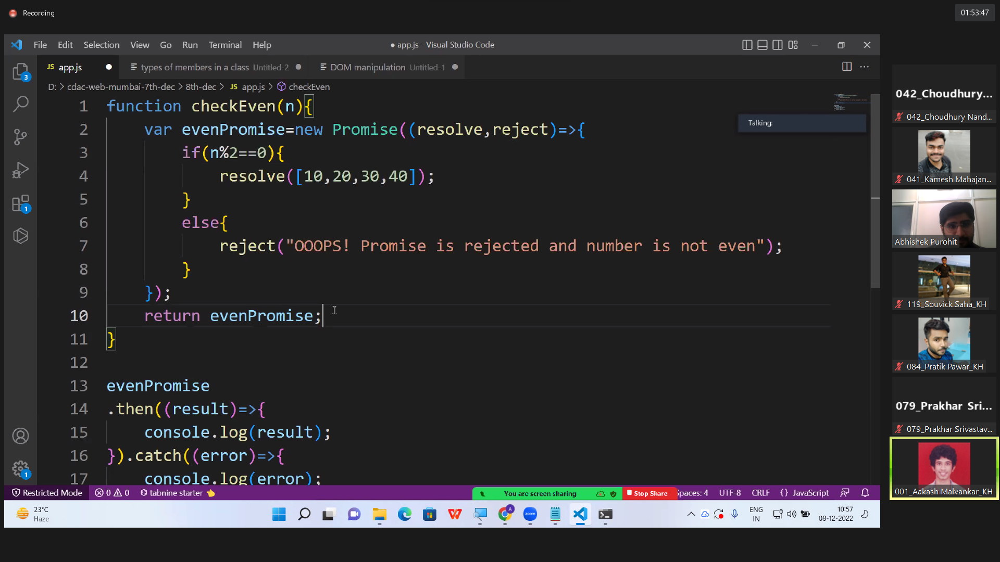 Recording
01:53:47
File Edit Selection View Go Run Terminal Help
● app.js - Visual Studio Code
JS app.js ●
types of members in a class Untitled-2 ●
DOM manipulation Untitled-1 ●
D: > cdac-web-mumbai-7th-dec > 8th-dec > JS app.js > checkEven
1 function checkEven(n){
2 var evenPromise=new Promise((resolve,reject)=>{
3 if(n%2==0){
4 resolve([10,20,30,40]);
5 }
6 else{
7 reject("OOOPS! Promise is rejected and number is not even");
8 }
9 });
10 return evenPromise;
11 }
12
13 evenPromise
14 .then((result)=>{
15 console.log(result);
16 }).catch((error)=>{
17 console.log(error);
Talking:
3
1
1
Restricted Mode 0 0 tabnine starter
You are screen sharing
Stop Share
paces: 4 UTF-8 CRLF {} JavaScript
23°C
Haze
A
zoom
ENG
IN
10:57
08-12-2022
042_Choudhury...
042_Choudhury Nand...
041_Kamesh Mahajan...
Abhishek Purohit
119_Souvick Saha_KH
084_Pratik Pawar_KH
079_Prakhar Sri...
079_Prakhar Srivastav...
001_Aakash Malvankar_KH